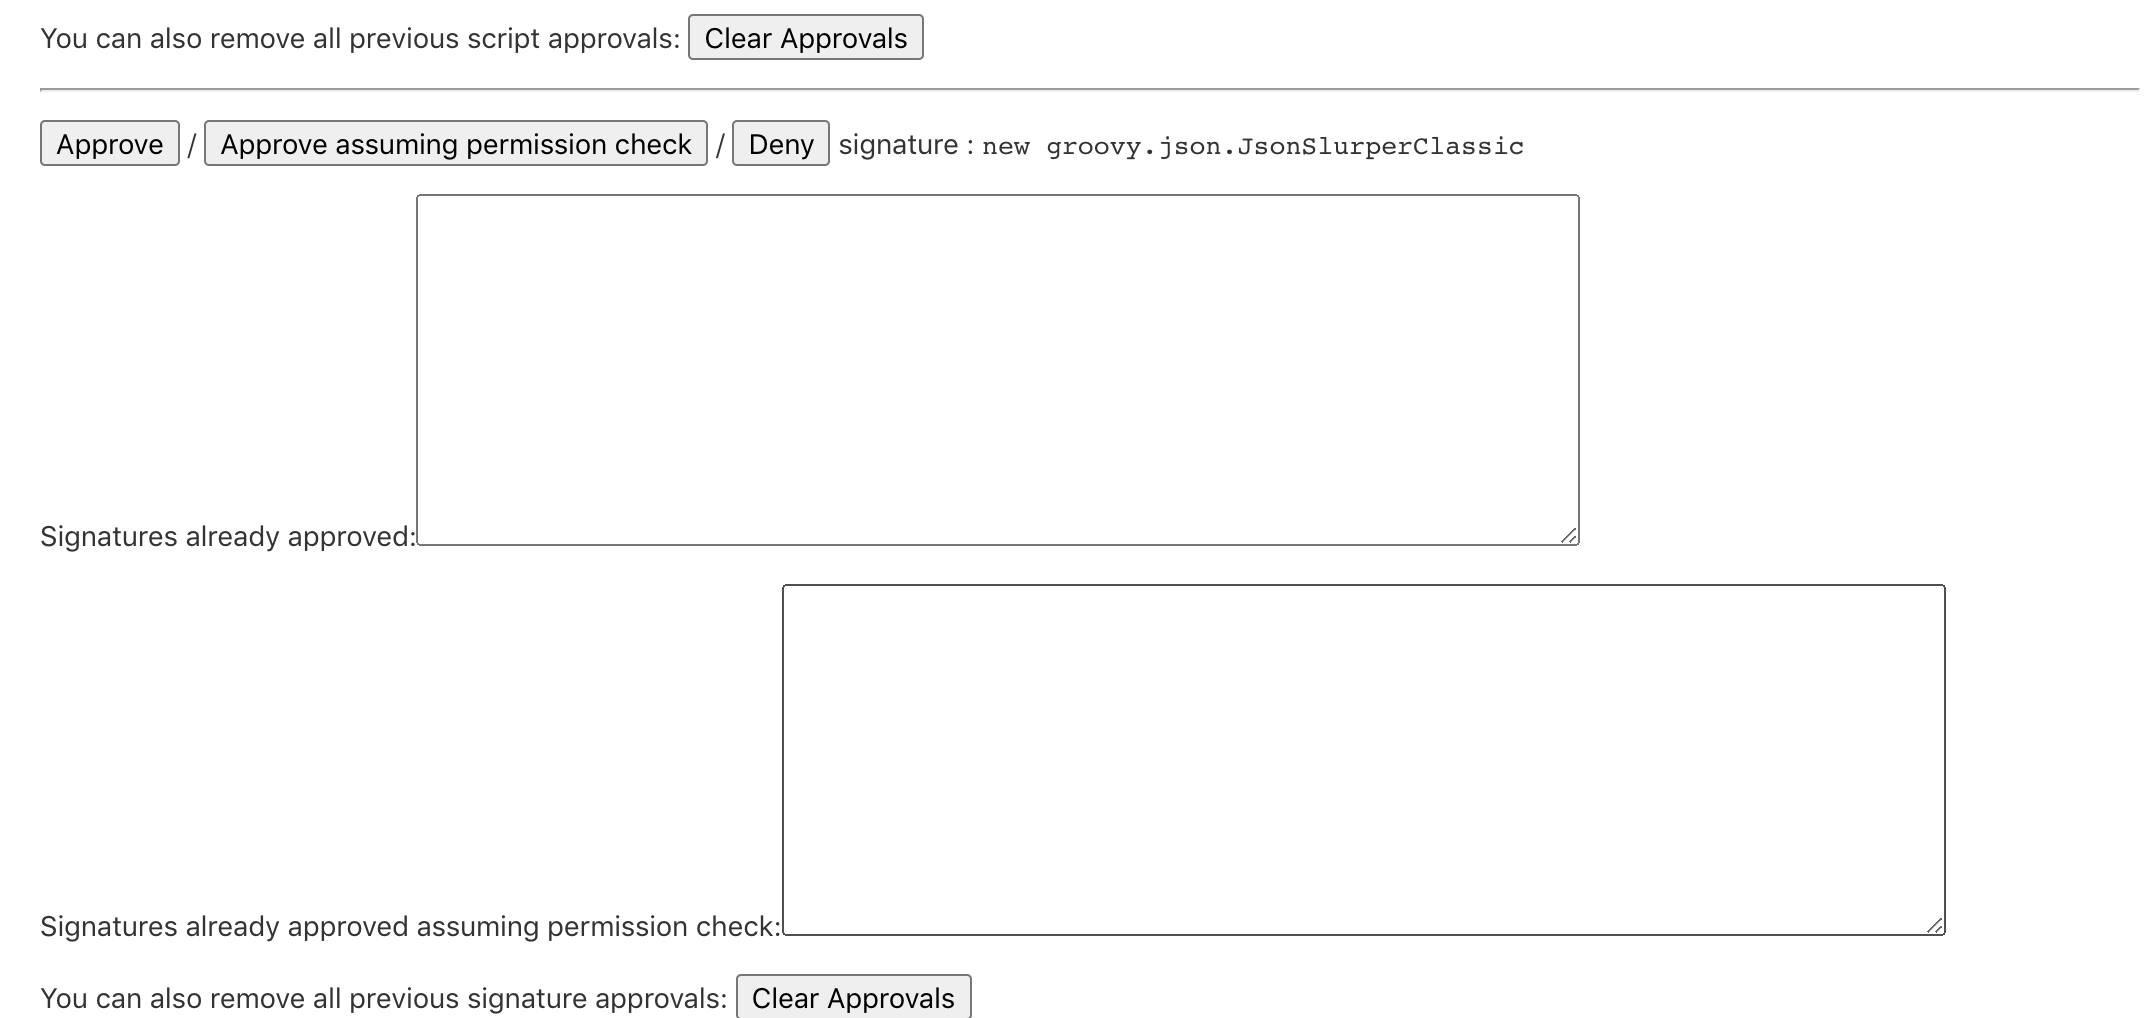 You can also remove all previous script approvals: Clear Approvals
Approve / Approve assuming permission check / Deny signature : new groovy.json.JsonSlurperClassic
Signatures already approved:
Signatures already approved assuming permission check:
You can also remove all previous signature approvals: Clear Approvals